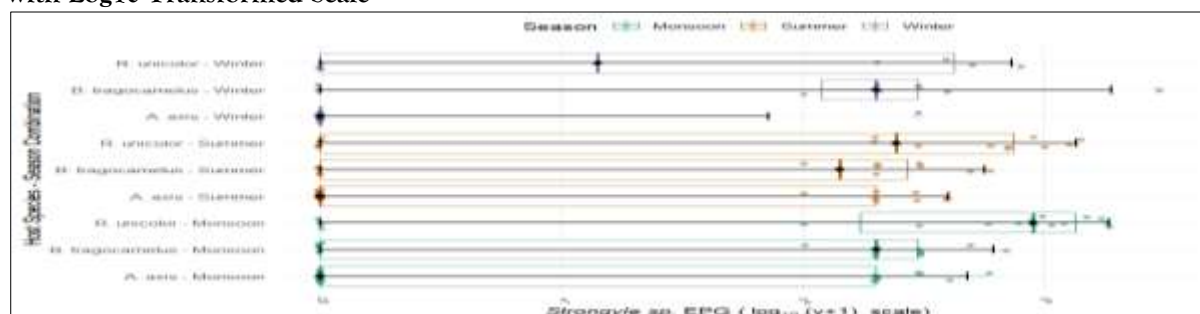 with Log10 Transformed Scale
Season Monsoon Summer Winter
R. unicolor - Winter
B. tragocamelus - Winter
A. axis - Winter
R. unicolor - Summer
B. tragocamelus - Summer
A. axis - Summer
R. unicolor - Monsoon
B. tragocamelus - Monsoon
A. axis - Monsoon
Host Species - Season Combination
Strongyle sp. EPG ( log₁₀ (y+1) scale)